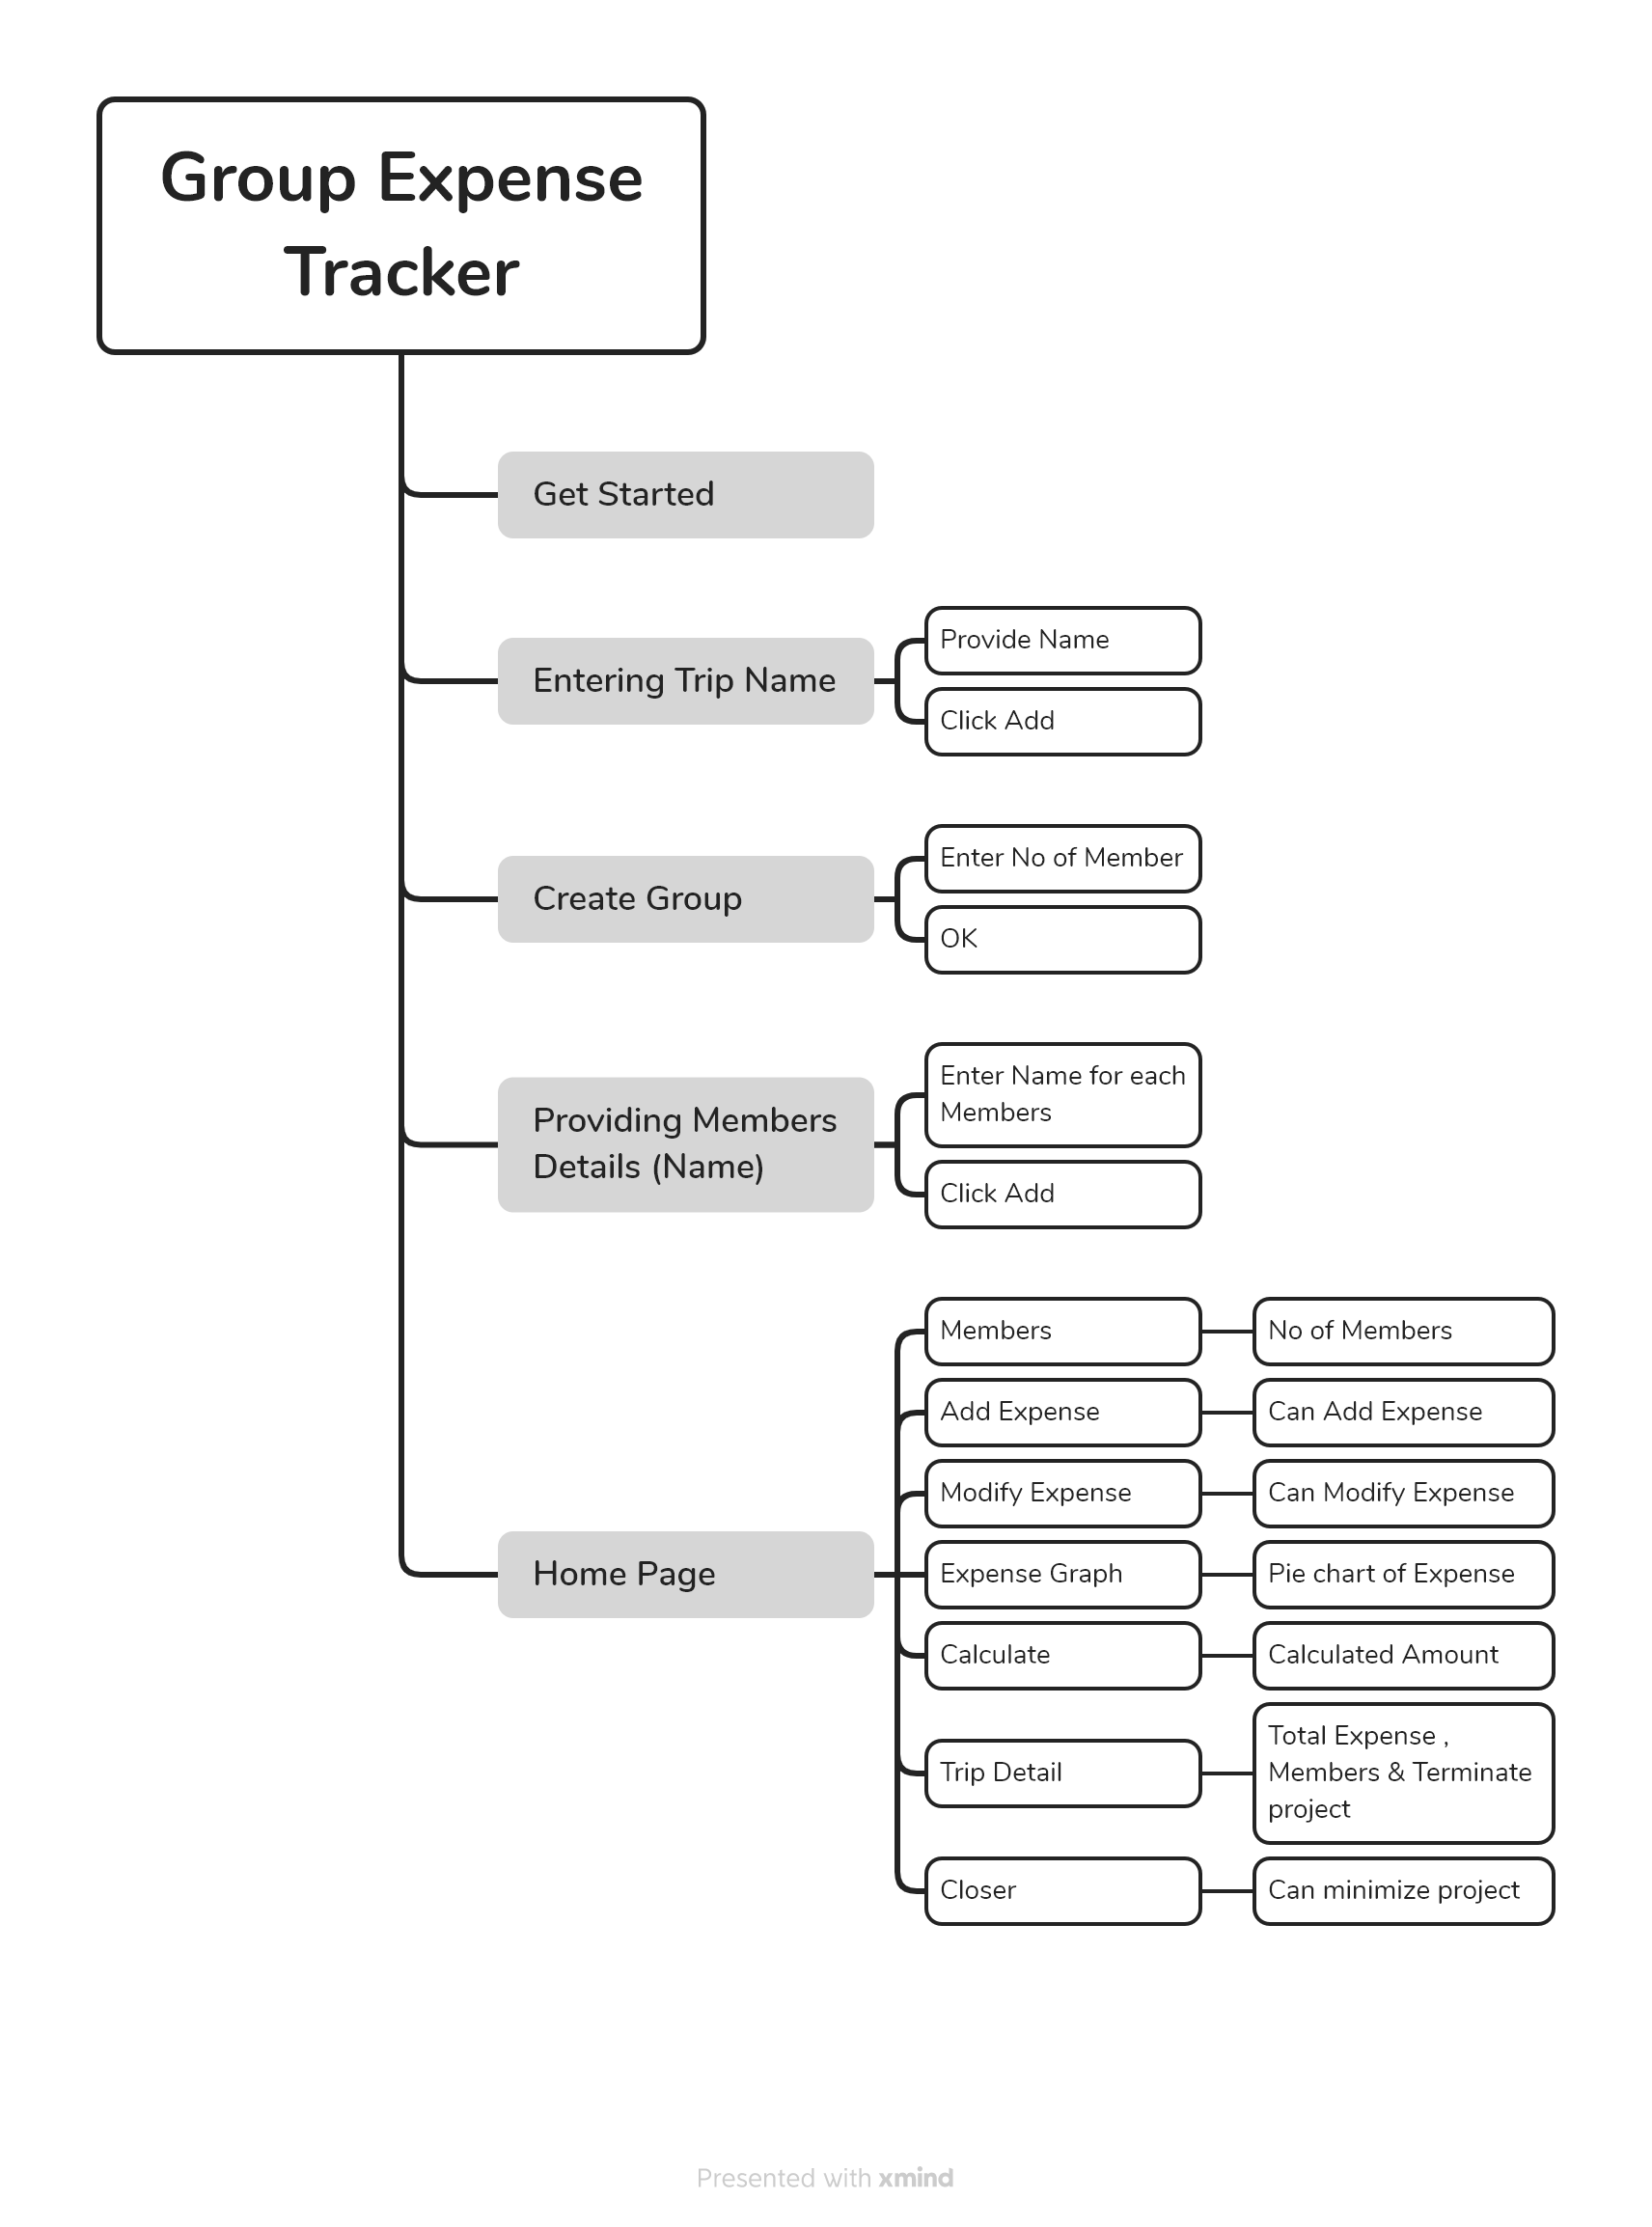 Group Expense
Tracker
Get Started
Entering Trip Name
Provide Name
Click Add
Create Group
Enter No of Member
OK
Providing Members
Details (Name)
Enter Name for each
Members
Click Add
Home Page
Members
No of Members
Add Expense
Can Add Expense
Modify Expense
Can Modify Expense
Expense Graph
Pie chart of Expense
Calculate
Calculated Amount
Trip Detail
Total Expense ,
Members & Terminate
project
Closer
Can minimize project
Presented with xmind